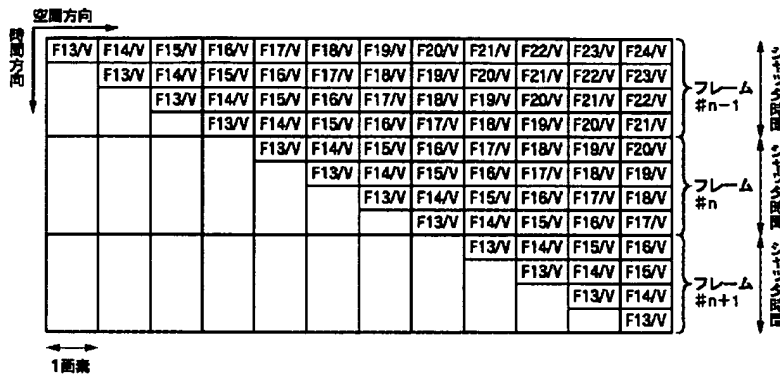 空間方向
時間方向
F13/V F14/V F15/V F16/V F17/V F18/V F19/V F20/V F21/V F22/V F23/V F24/V
F13/V F14/V F15/V F16/V F17/V F18/V F19/V F20/V F21/V F22/V F23/V
F13/V F14/V F15/V F16/V F17/V F18/V F19/V F20/V F21/V F22/V
F13/V F14/V F15/V F16/V F17/V F18/V F19/V F20/V F21/V
フレーム
#n-1
F13/V F14/V F15/V F16/V F17/V F18/V F19/V F20/V
F13/V F14/V F15/V F16/V F17/V F18/V F19/V
F13/V F14/V F15/V F16/V F17/V F18/V
F13/V F14/V F15/V F16/V F17/V
フレーム
#n
F13/V F14/V F15/V F16/V
F13/V F14/V F15/V
F13/V F14/V
F13/V
フレーム
#n+1
1画素